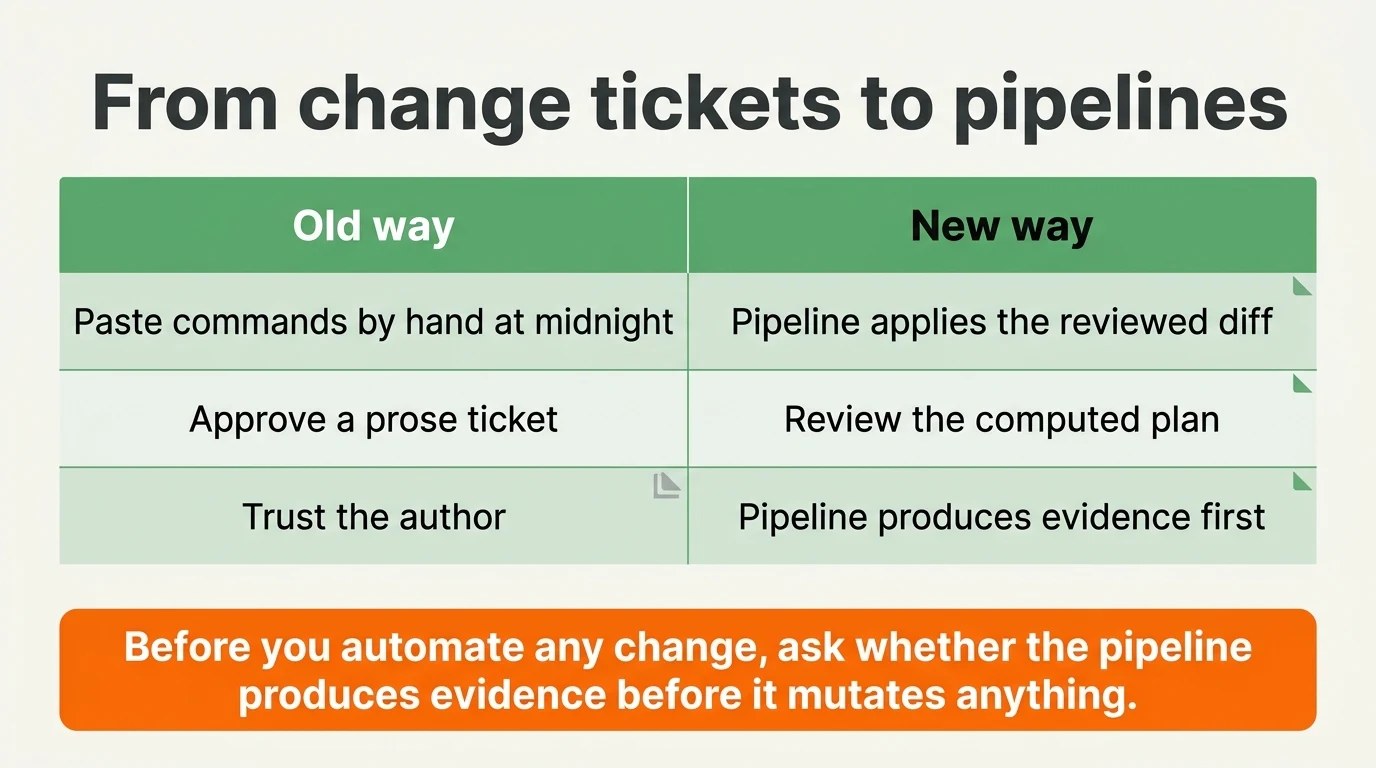 From change tickets to pipelines
Old way
New way
Paste commands by hand at midnight
Pipeline applies the reviewed diff
Approve a prose ticket
Review the computed plan
Trust the author
Pipeline produces evidence first
Before you automate any change, ask whether the pipeline
produces evidence before it mutates anything.